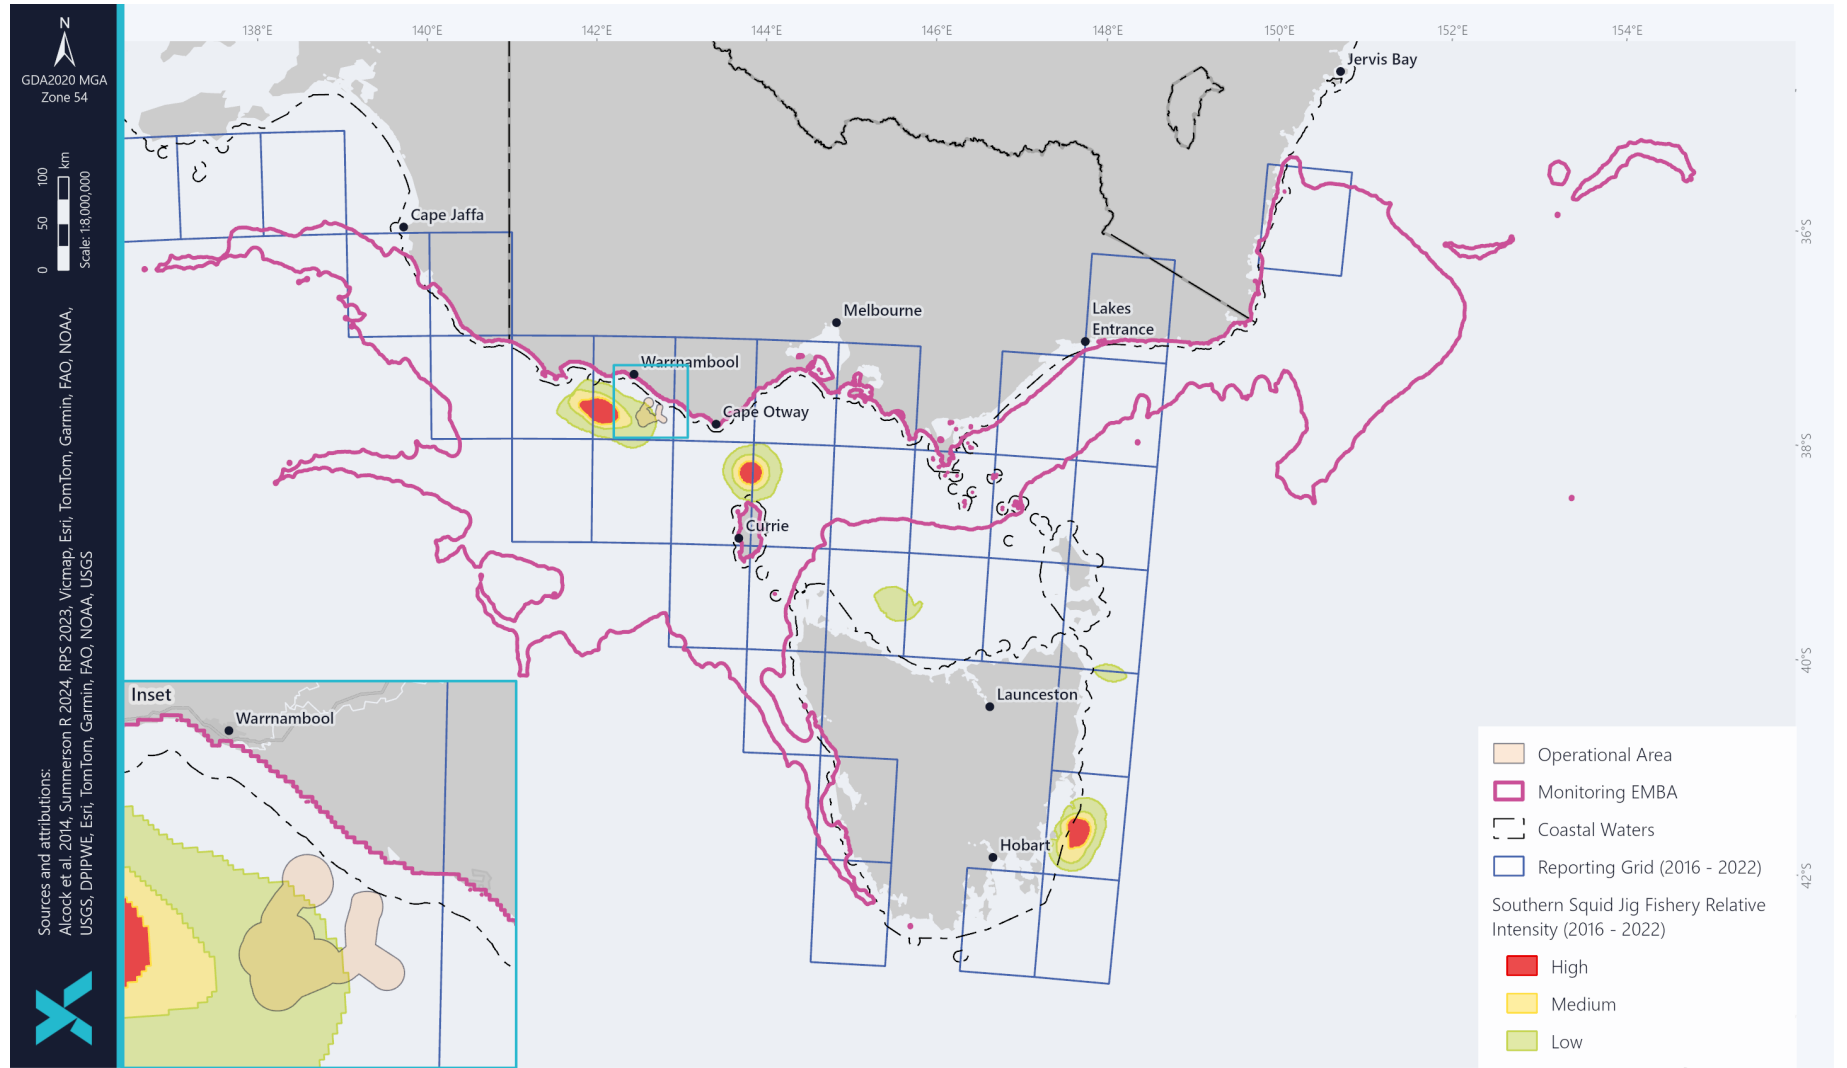 N
GDA2020 MGA
Zone 54
0 50 100 km
Scale: 1:8,000,000
Sources and attributions:
Alcock et al. 2014, Summerson R 2024, RPS 2023, Vicmap, Esri, TomTom, Garmin, FAO, NOAA,
USGS, DPIPWE, Esri, TomTom, Garmin, FAO, NOAA, USGS
138°E 140°E 142°E 144°E 146°E 148°E 150°E 152°E 154°E
36°S
38°S
40°S
42°S
Jervis Bay
Cape Jaffa
Melbourne
Lakes
Entrance
Warrnambool
Cape Otway
Currie
Launceston
Hobart
Inset
Warrnambool
Operational Area
Monitoring EMBA
Coastal Waters
Reporting Grid (2016 - 2022)
Southern Squid Jig Fishery Relative
Intensity (2016 - 2022)
High
Medium
Low